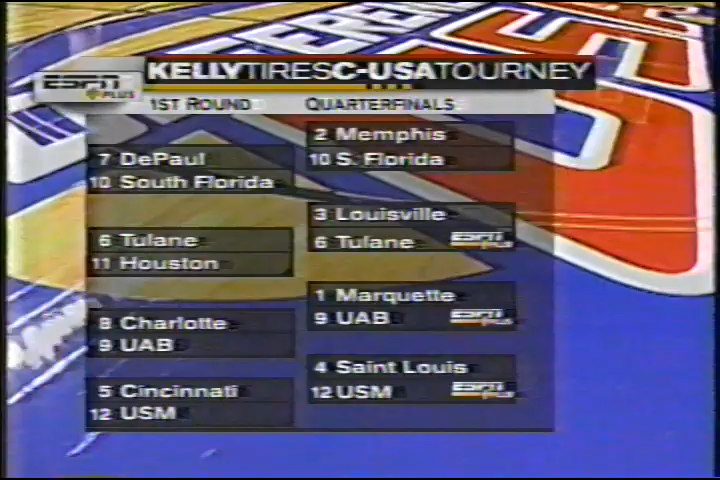 ESPN PLUS
KELLYTIRESC-USATOURNEY
1ST ROUND
QUARTERFINALS
7 DePaul
10 South Florida
6 Tulane
11 Houston
8 Charlotte
9 UAB
5 Cincinnati
12 USM
2 Memphis
10 S. Florida
3 Louisville
6 Tulane ESPN PLUS
1 Marquette
9 UAB ESPN PLUS
4 Saint Louis
12 USM ESPN PLUS